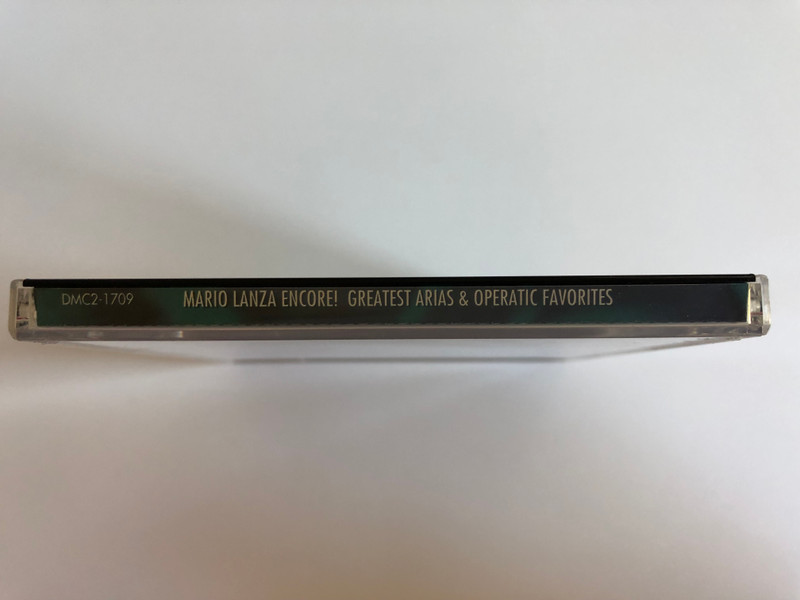 DMC2-1709 MARIO LANZA ENCORE! GREATEST ARIAS & OPERATIC FAVORITES